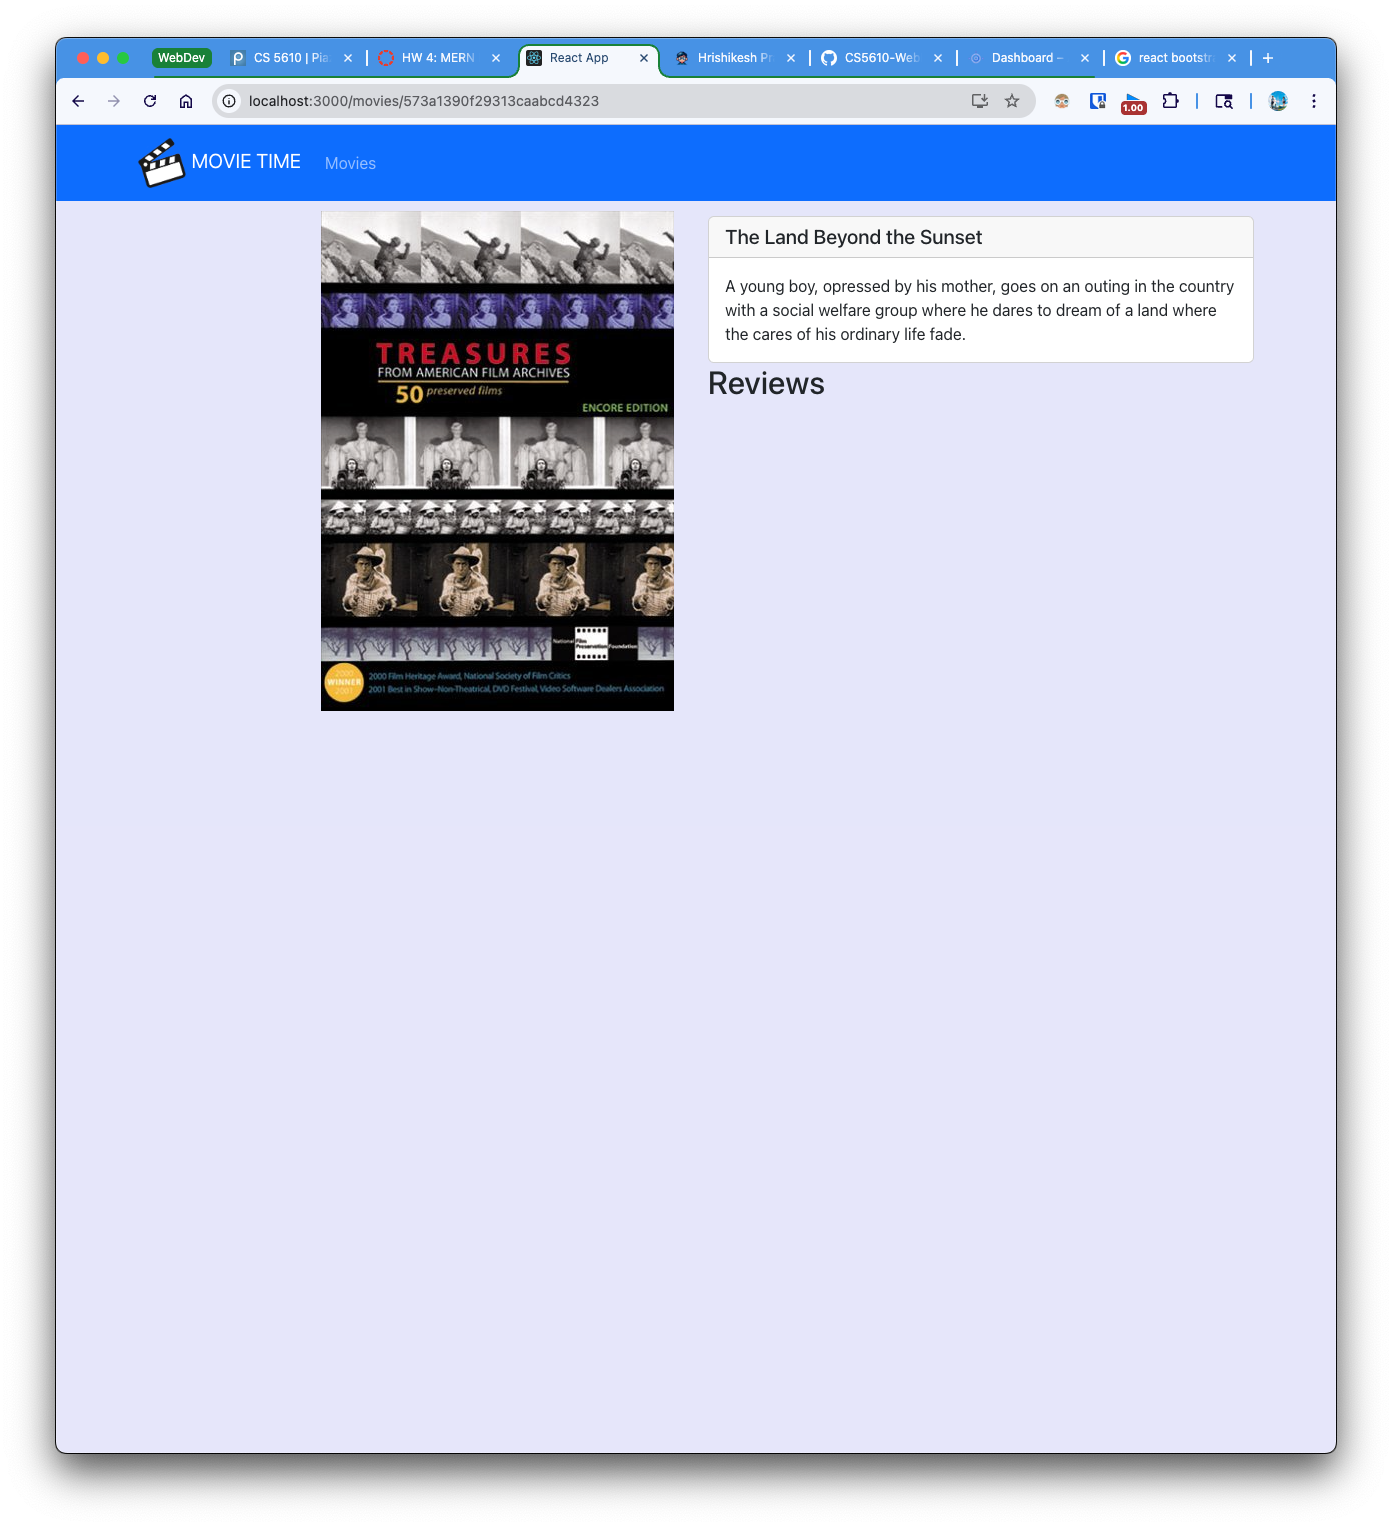 WebDev
CS 5610 | Pia
HW 4: MERN
React App
Hrishikesh Pr
CS5610-Web
Dashboard –
react bootstr
localhost:3000/movies/573a1390f29313caabcd4323
1.00
MOVIE TIME
Movies
TREASURES
FROM AMERICAN FILM ARCHIVES
50 preserved films
ENCORE EDITION
National Film
Preservation Foundation
2000
WINNER
2001
2000 Film Heritage Award, National Society of Film Critics
2001 Best in Show–Non-Theatrical, DVD Festival, Video Software Dealers Association
The Land Beyond the Sunset
A young boy, opressed by his mother, goes on an outing in the country
with a social welfare group where he dares to dream of a land where
the cares of his ordinary life fade.
Reviews